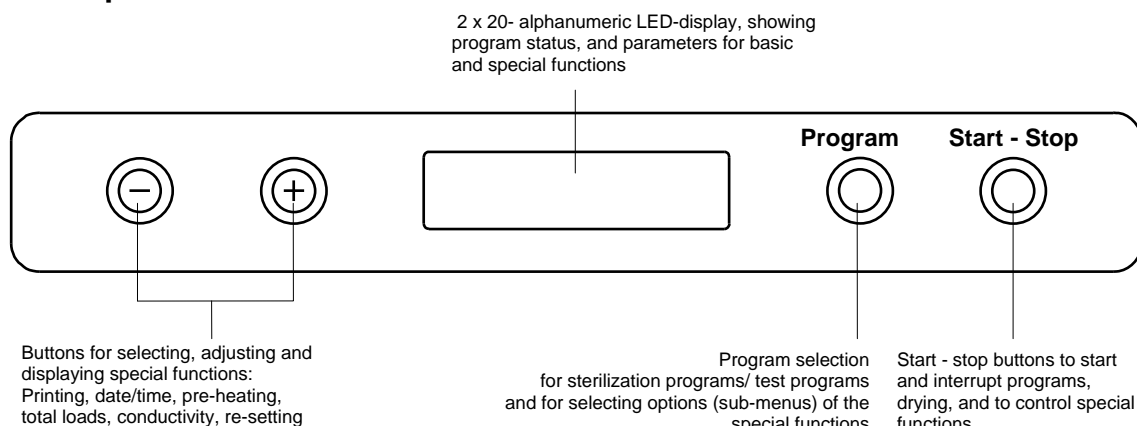 2 x 20- alphanumeric LED-display, showing
program status, and parameters for basic
and special functions
Program
Start - Stop
−
+
Buttons for selecting, adjusting and
displaying special functions:
Printing, date/time, pre-heating,
total loads, conductivity, re-setting
Program selection
for sterilization programs/ test programs
and for selecting options (sub-menus) of the
special functions
Start - stop buttons to start
and interrupt programs,
drying, and to control special
functions